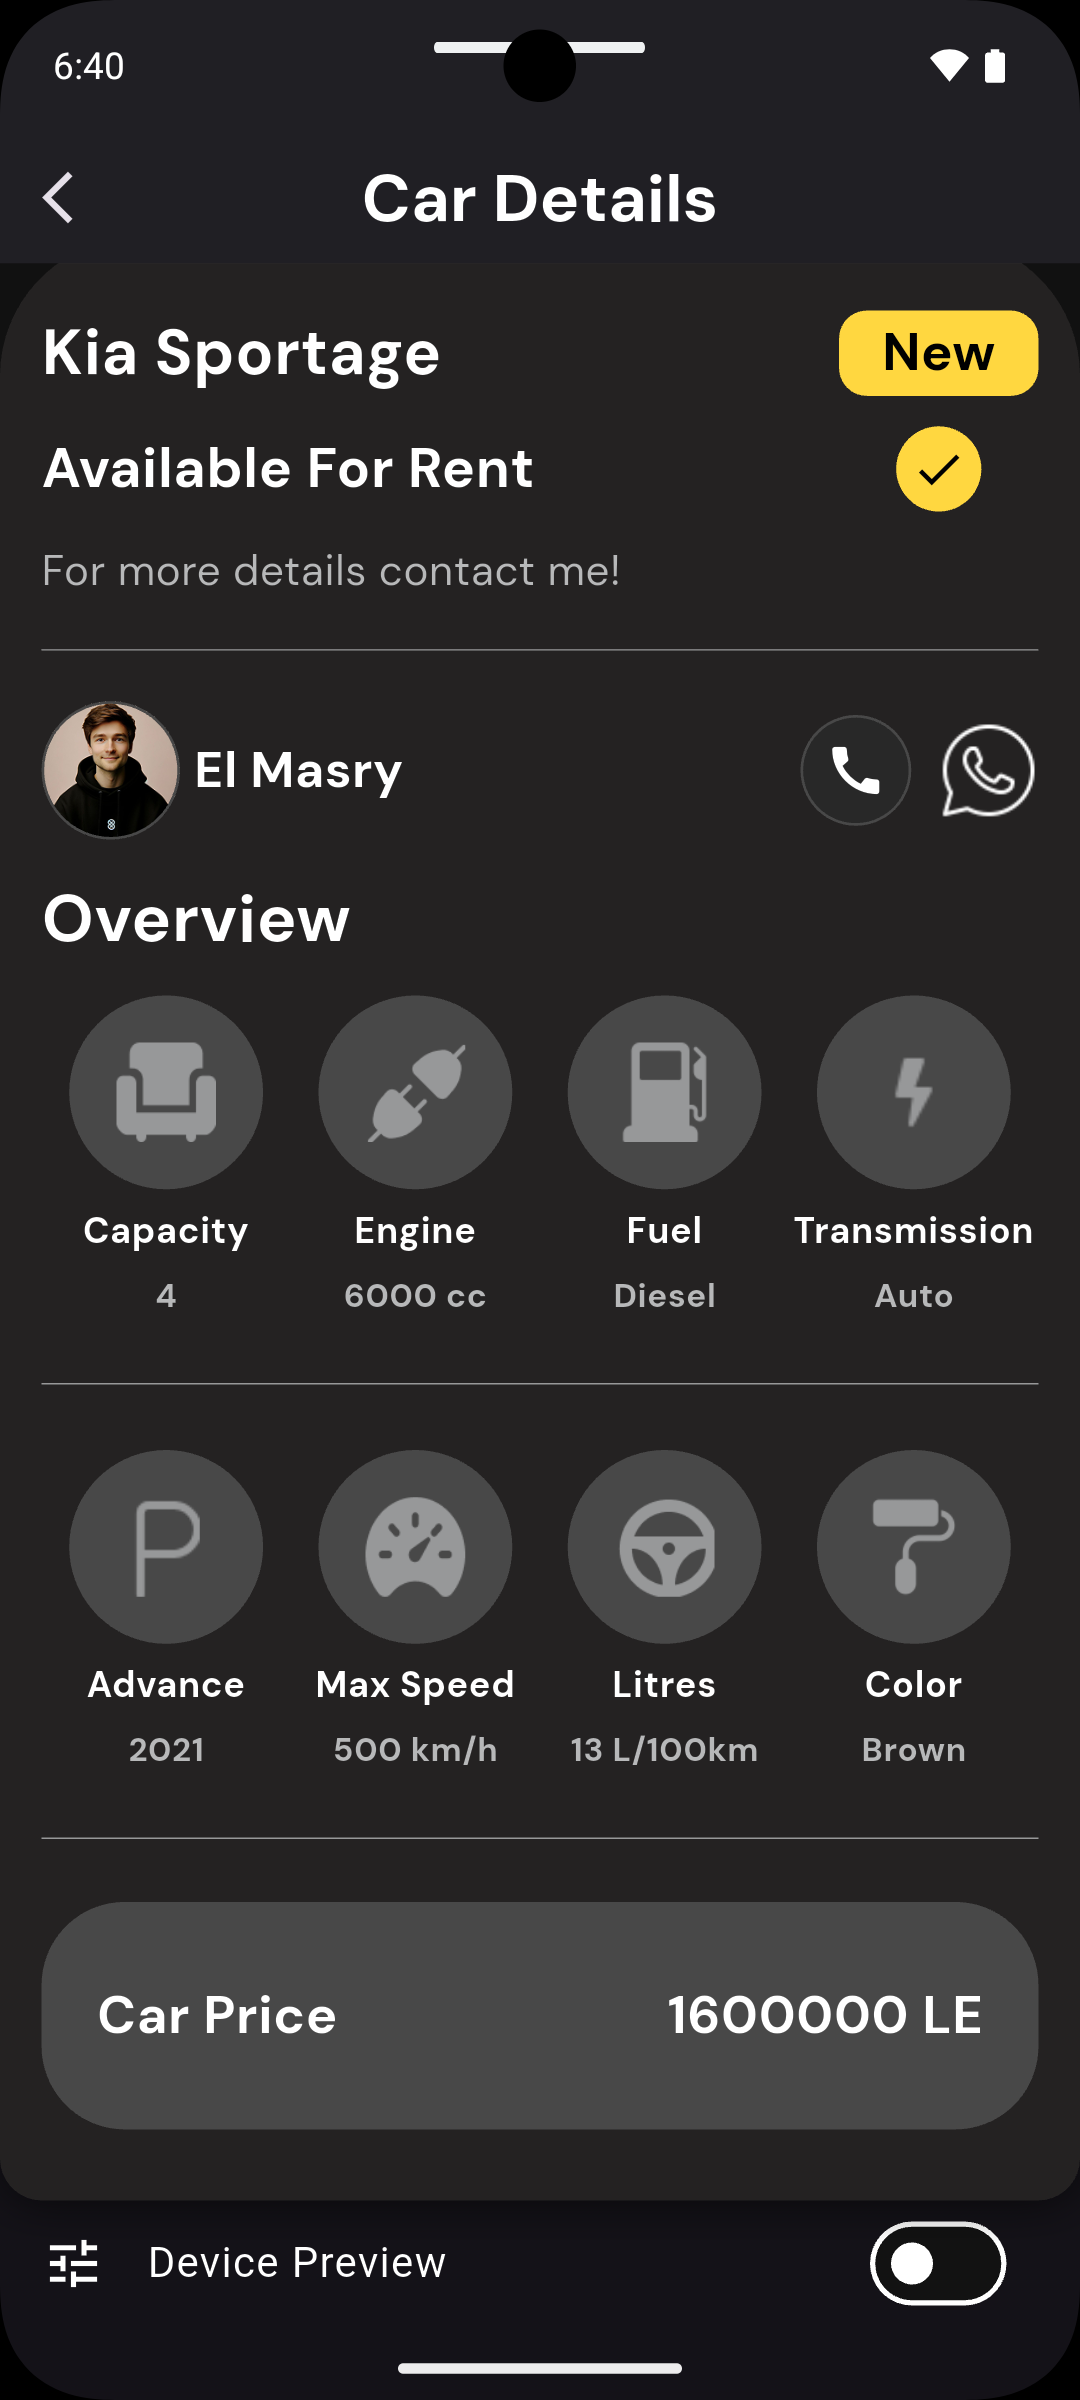 6:40
Car Details
Kia Sportage
New
Available For Rent
For more details contact me!
El Masry
Overview
Capacity
Engine
Fuel
Transmission
4
6000 cc
Diesel
Auto
P
Advance
Max Speed
Litres
Color
2021
500 km/h
13 L/100km
Brown
Car Price
1600000 LE
Device Preview